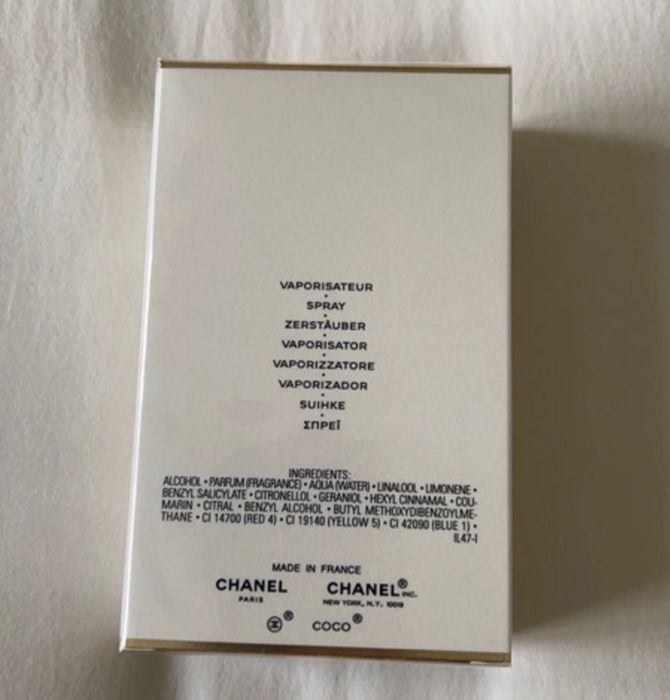 VAPORISATEUR
SPRAY
ZERSTÄUBER
VAPORISATOR
VAPORIZZATORE
VAPORIZADOR
SUIHKE
ΣΠΡΕΪ
INGREDIENTS:
ALCOHOL • PARFUM (FRAGRANCE) • AQUA (WATER) • LINALOOL • LIMONENE •
BENZYL SALICYLATE • CITRONELLOL • GERANIOL • HEXYL CINNAMAL • COU-
MARIN • CITRAL • BENZYL ALCOHOL • BUTYL METHOXYDIBENZOYLME-
THANE • CI 14700 (RED 4) • CI 19140 (YELLOW 5) • CI 42090 (BLUE 1) •
IL47-I
MADE IN FRANCE
CHANEL CHANEL® INC.
PARIS NEW YORK, N.Y. 10019
® COCO®